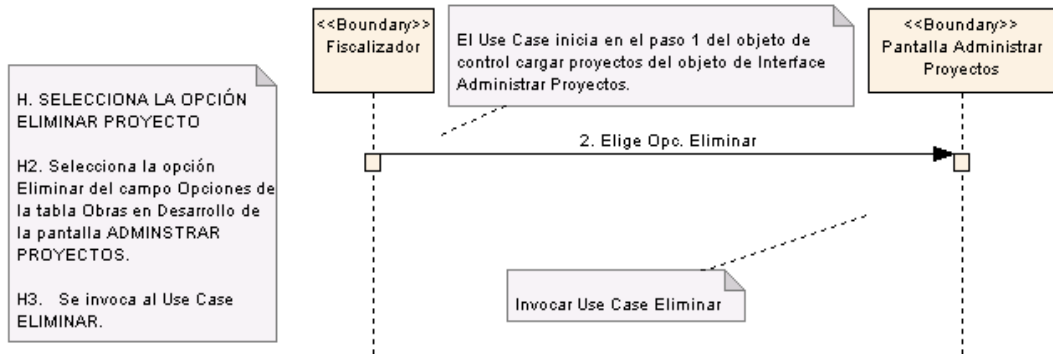 <<Boundary>>
Fiscalizador
El Use Case inicia en el paso 1 del objeto de
control cargar proyectos del objeto de Interface
Administrar Proyectos.
<<Boundary>>
Pantalla Administrar
Proyectos
H. SELECCIONA LA OPCIÓN
ELIMINAR PROYECTO
H2. Selecciona la opción
Eliminar del campo Opciones de
la tabla Obras en Desarrollo de
la pantalla ADMINSTRAR
PROYECTOS.
H3. Se invoca al Use Case
ELIMINAR.
2. Elige Opc. Eliminar
Invocar Use Case Eliminar